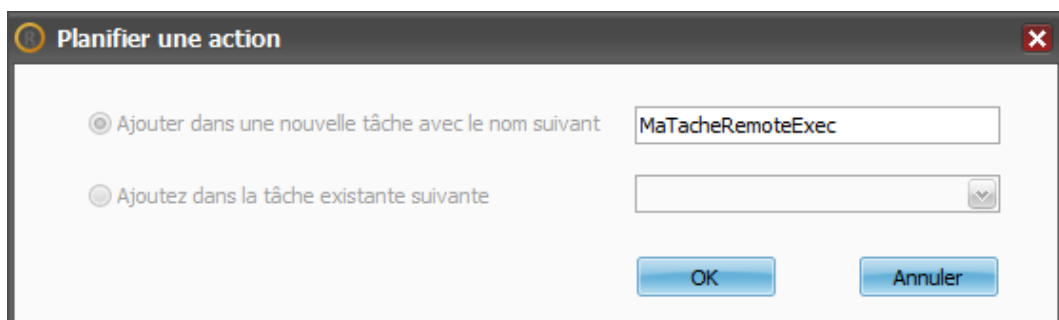 Planifier une action
Ajouter dans une nouvelle tâche avec le nom suivant MaTacheRemoteExec
Ajoutez dans la tâche existante suivante
OK Annuler